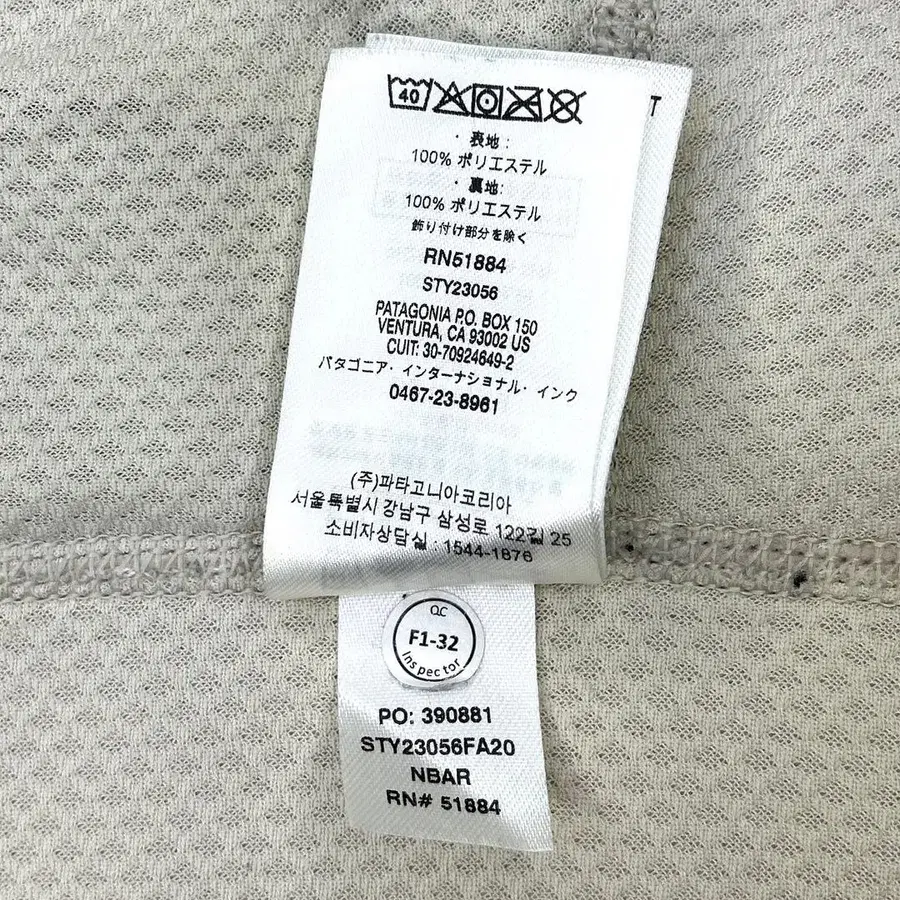 40
T
・表地:
100% ポリエステル
・裏地:
100% ポリエステル
飾り付け部分を除く
RN51884
STY23056
PATAGONIA P.O. BOX 150
VENTURA, CA 93002 US
CUIT: 30-70924649-2
パタゴニア・インターナショナル・インク
0467-23-8961
(주)파타고니아코리아
서울특별시 강남구 삼성로 122길 25
소비자상담실 : 1544-1876
QC
F1-32
Inspector
PO: 390881
STY23056FA20
NBAR
RN# 51884